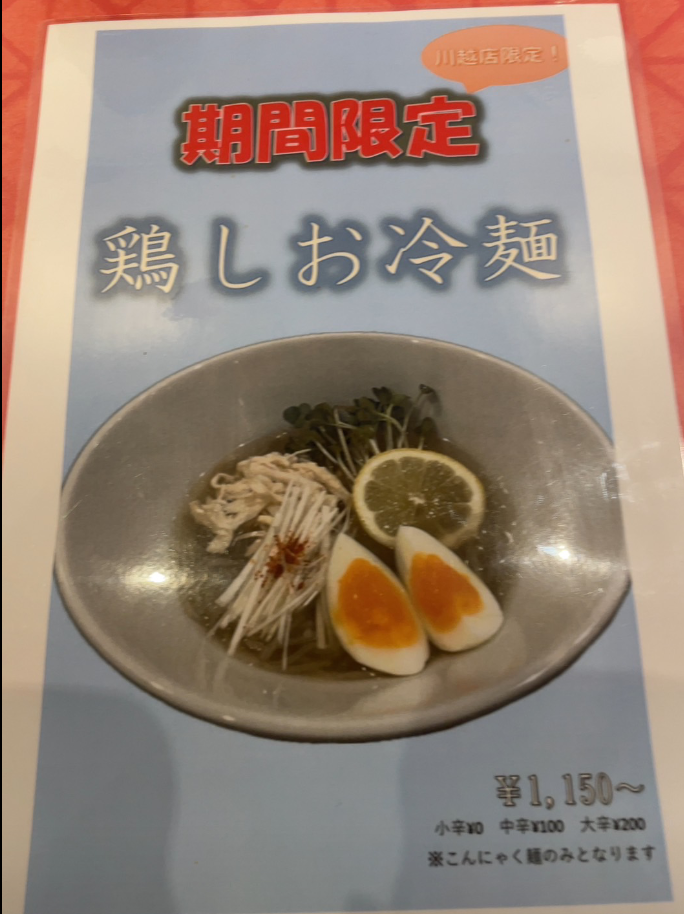 川越店限定！
期間限定
鶏しお冷麺
¥1,150～
小辛¥0 中辛¥100 大辛¥200
※こんにゃく麺のみとなります